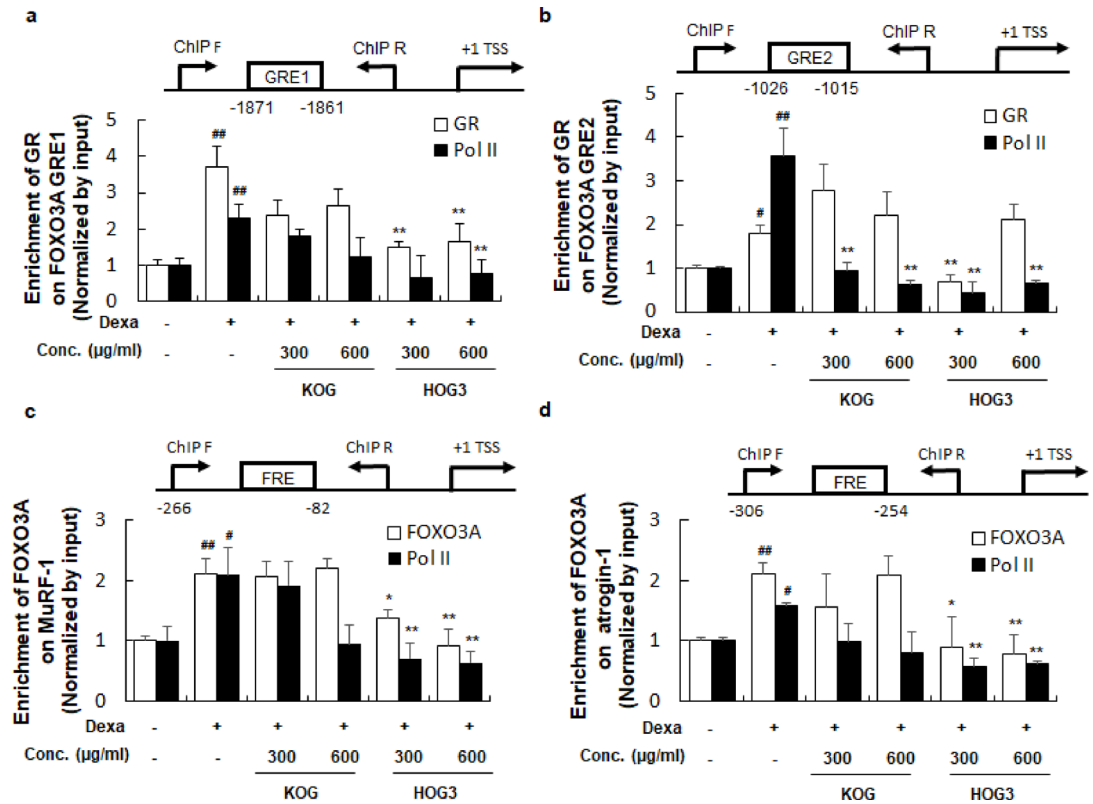 a
ChIP F
ChIP R
+1 TSS
GRE1
-1871
-1861
Enrichment of GR
on FOXO3A GRE1
(Normalized by input)
5
4
3
2
1
0
GR
Pol II
##
##
**
**
**
Dexa - + + + + +
Conc. (µg/ml) - - 300 600 300 600
KOG HOG3
b
ChIP F
ChIP R
+1 TSS
GRE2
-1026
-1015
Enrichment of GR
on FOXO3A GRE2
(Normalized by input)
5
4
3
2
1
0
GR
Pol II
#
##
**
**
**
**
**
Dexa - + + + + +
Conc. (µg/ml) - - 300 600 300 600
KOG HOG3
c
ChIP F
ChIP R
+1 TSS
FRE
-266
-82
Enrichment of FOXO3A
on MuRF-1
(Normalized by input)
3
2
1
0
FOXO3A
Pol II
##
#
*
**
**
**
Dexa - + + + + +
Conc. (µg/ml) - - 300 600 300 600
KOG HOG3
d
ChIP F
ChIP R
+1 TSS
FRE
-306
-254
Enrichment of FOXO3A
on atrogin-1
(Normalized by input)
3
2
1
0
FOXO3A
Pol II
##
#
*
**
**
**
Dexa - + + + + +
Conc. (µg/ml) - - 300 600 300 600
KOG HOG3